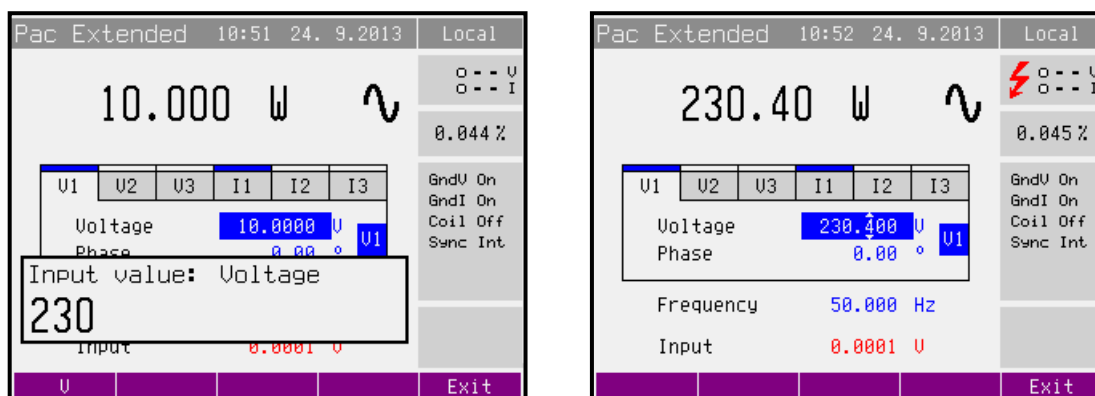 Pac Extended 10:51 24. 9.2013 Local
10.000 W
o-- V
o-- I
0.044%
V1 V2 V3 I1 I2 I3
Voltage 10.0000 V
Phase 0.00 °
V1
GndV On
GndI On
Coil Off
Sync Int
Input value: Voltage
230
Input 0.0001 V
V Exit
Pac Extended 10:52 24. 9.2013 Local
230.40 W
o-- V
o-- I
0.045%
V1 V2 V3 I1 I2 I3
Voltage 230.400 V
Phase 0.00 °
V1
GndV On
GndI On
Coil Off
Sync Int
Frequency 50.000 Hz
Input 0.0001 V
Exit